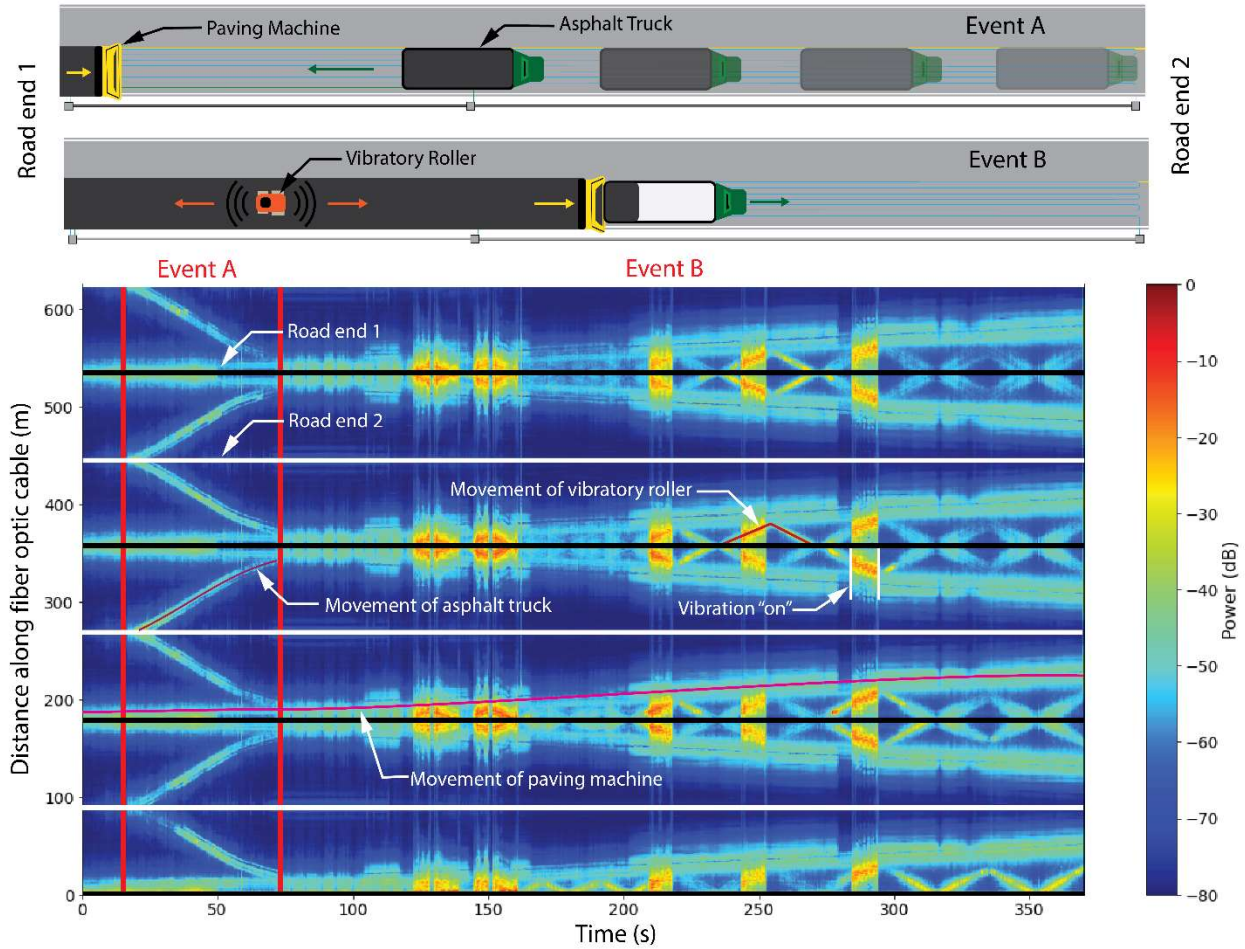 Paving Machine
Asphalt Truck
Event A
Road end 1
Road end 2
Vibratory Roller
Event B
Event A
Event B
Distance along fiber optic cable (m)
600
500
400
300
200
100
0
Road end 1
Road end 2
Movement of vibratory roller
Movement of asphalt truck
Vibration “on”
Movement of paving machine
0
50
100
150
200
250
300
350
Time (s)
0
−10
−20
−30
−40
−50
−60
−70
−80
Power (dB)